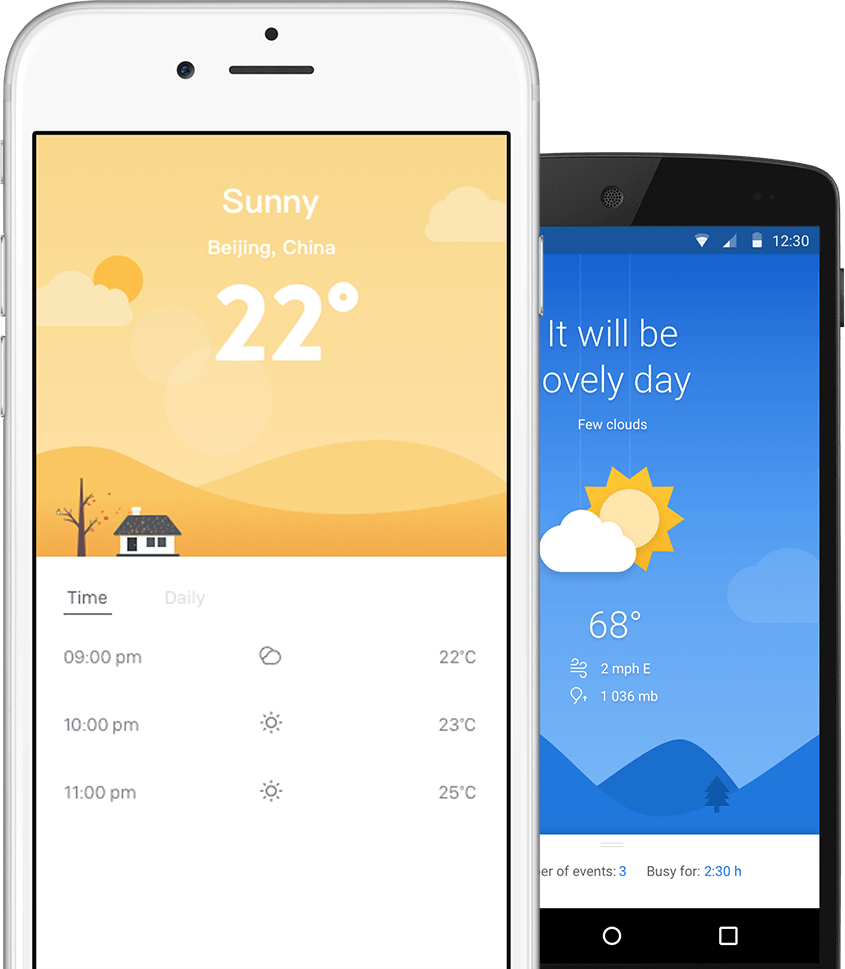 Sunny
Beijing, China
22°
Time Daily
09:00 pm 22°C
10:00 pm 23°C
11:00 pm 25°C
12:30
It will be
ovely day
Few clouds
68°
2 mph E
1 036 mb
er of events: 3 Busy for: 2:30 h